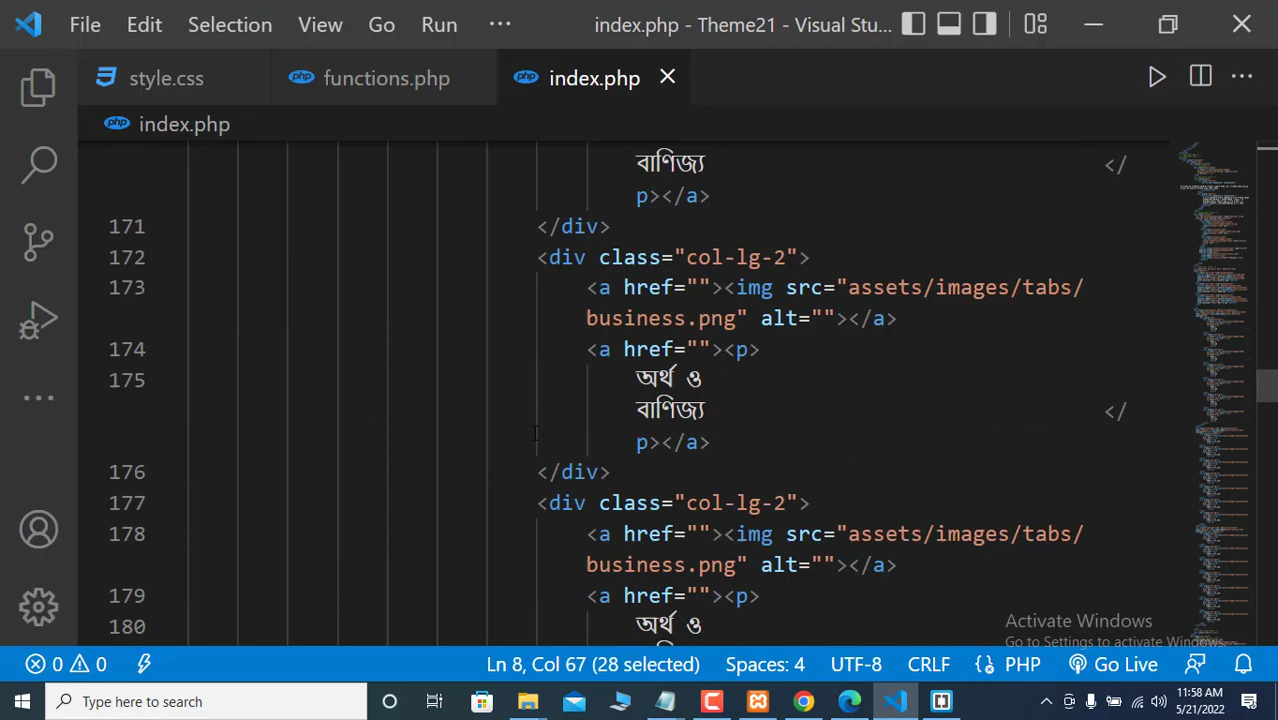 File Edit Selection View Go Run ··· index.php - Theme21 - Visual Stu...
style.css functions.php index.php
index.php
বাণিজ্য </
p></a>
171 </div>
172 <div class="col-lg-2">
173 <a href=""><img src="assets/images/tabs/
business.png" alt=""></a>
174 <a href=""><p>
175 অর্থ ও
বাণিজ্য </
p></a>
176 </div>
177 <div class="col-lg-2">
178 <a href=""><img src="assets/images/tabs/
business.png" alt=""></a>
179 <a href=""><p>
180 অর্থ ও
Activate Windows
Go to Settings to activate Windows.
0 0 Ln 8, Col 67 (28 selected) Spaces: 4 UTF-8 CRLF PHP Go Live
Type here to search
11:58 AM
5/21/2022